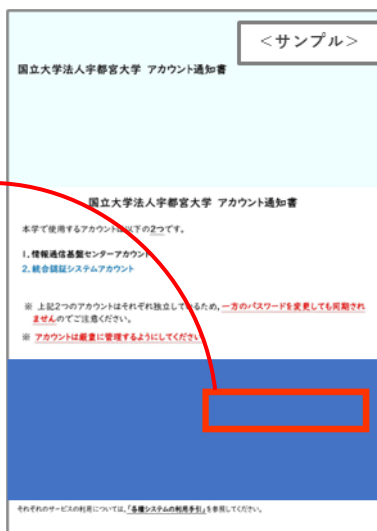 <サンプル>
国立大学法人宇都宮大学 アカウント通知書
国立大学法人宇都宮大学 アカウント通知書
本学で使用するアカウントは以下の2つです。
1. 情報通信基盤センターアカウント
2. 統合認証システムアカウント
※ 上記2つのアカウントはそれぞれ独立しているため,一方のパスワードを変更しても同期され
ませんのでご注意ください。
※ アカウントは厳重に管理するようにしてください
それぞれのサービスの利用については,「各種システムの利用手引」を参照してください。